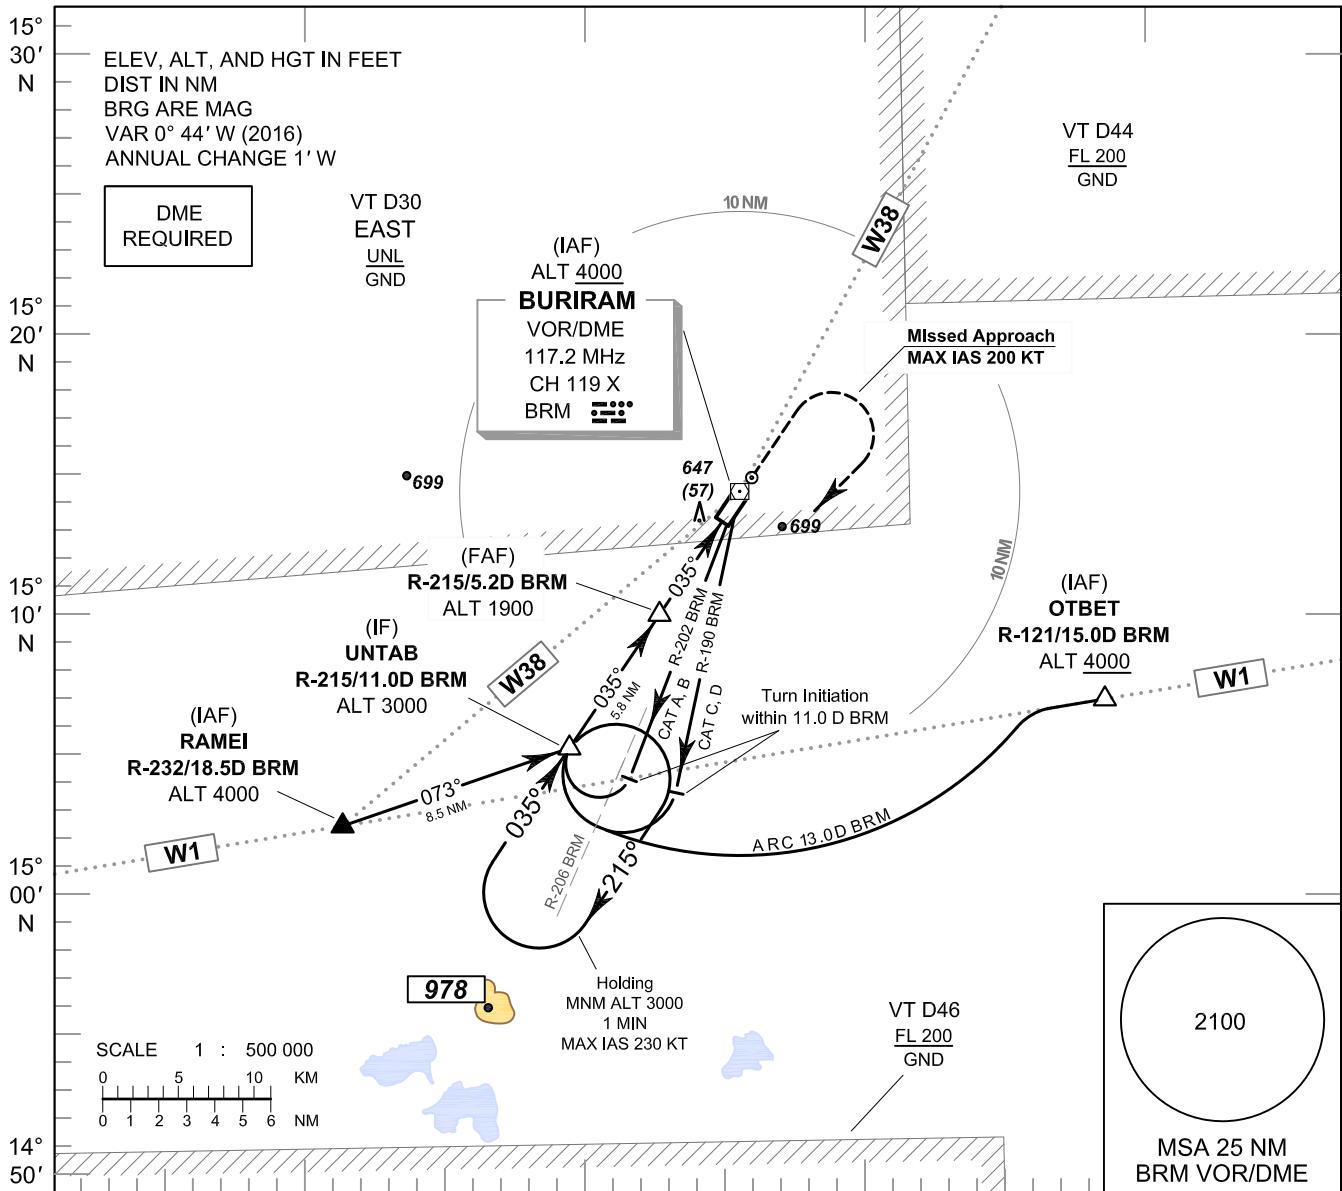 15°
30'
N
ELEV, ALT, AND HGT IN FEET
DIST IN NM
BRG ARE MAG
VAR 0° 44' W (2016)
ANNUAL CHANGE 1' W
DME
REQUIRED
VT D30
EAST
UNL
GND
VT D44
FL 200
GND
10 NM
W38
(IAF)
ALT 4000
BURIRAM
VOR/DME
117.2 MHz
CH 119 X
BRM
15°
20'
N
MIssed Approach
MAX IAS 200 KT
699
647
(57)
699
(FAF)
R-215/5.2D BRM
ALT 1900
035°
R-202 BRM
R-190 BRM
CAT A, B
CAT C, D
10 NM
15°
10'
N
(IF)
UNTAB
R-215/11.0D BRM
ALT 3000
W38
035°
5.8 NM
Turn Initiation
within 11.0 D BRM
(IAF)
OTBET
R-121/15.0D BRM
ALT 4000
W1
(IAF)
RAMEI
R-232/18.5D BRM
ALT 4000
073°
8.5 NM
W1
035°
R-206 BRM
215°
ARC 13.0D BRM
15°
00'
N
978
Holding
MNM ALT 3000
1 MIN
MAX IAS 230 KT
VT D46
FL 200
GND
2100
MSA 25 NM
BRM VOR/DME
SCALE 1 : 500 000
0 5 10 KM
0 1 2 3 4 5 6 NM
14°
50'